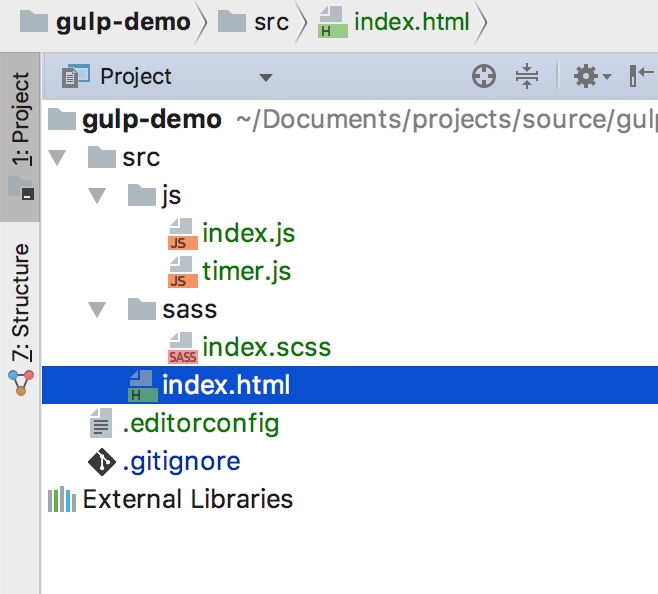 gulp-demo src index.html
Project
gulp-demo ~/Documents/projects/source/gul
src
js
JS index.js
JS timer.js
sass
SASS index.scss
H index.html
.editorconfig
.gitignore
External Libraries
1: Project
7: Structure